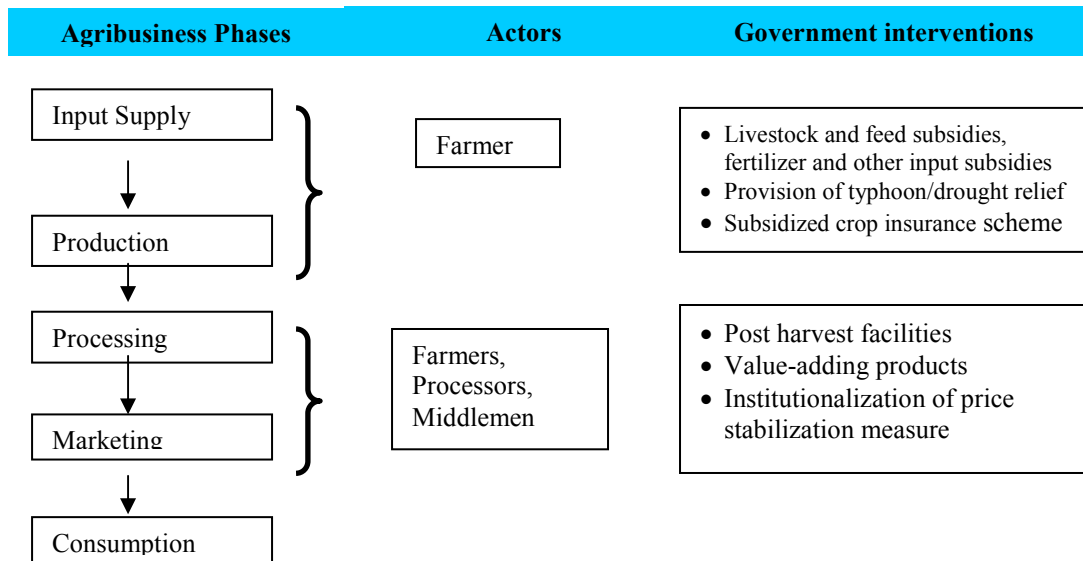 Agribusiness Phases
Actors
Government interventions
Input Supply
Production
Processing
Marketing
Consumption
Farmer
Farmers,
Processors,
Middlemen
• Livestock and feed subsidies,
fertilizer and other input subsidies
• Provision of typhoon/drought relief
• Subsidized crop insurance scheme
• Post harvest facilities
• Value-adding products
• Institutionalization of price
stabilization measure